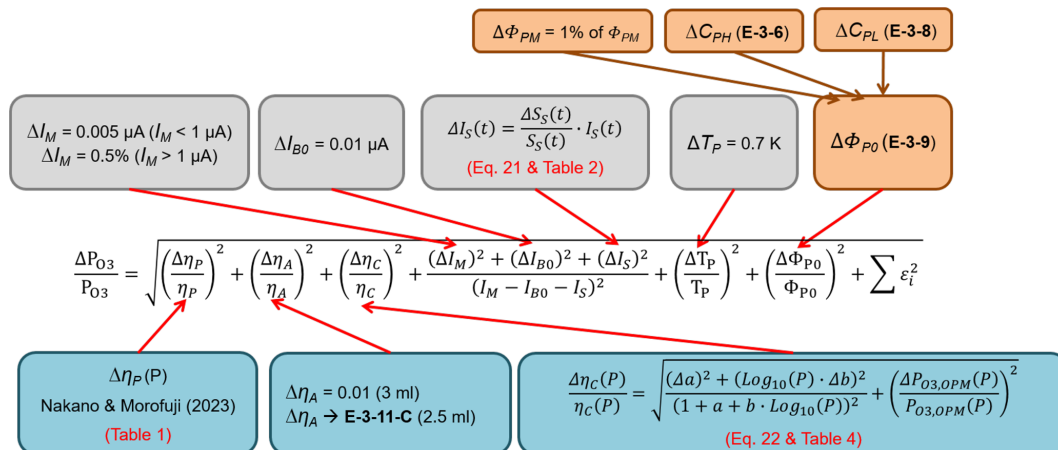 ΔΦ_PM = 1% of Φ_PM
ΔC_PH (E-3-6)
ΔC_PL (E-3-8)
ΔI_M = 0.005 µA (I_M < 1 µA)
ΔI_M = 0.5% (I_M > 1 µA)
ΔI_B0 = 0.01 µA
ΔI_S(t) = ΔS_S(t)/S_S(t) · I_S(t)
(Eq. 21 & Table 2)
ΔT_P = 0.7 K
ΔΦ_P0 (E-3-9)
ΔP_O3/P_O3 = √((Δη_P/η_P)² + (Δη_A/η_A)² + (Δη_C/η_C)² + ((ΔI_M)² + (ΔI_B0)² + (ΔI_S)²)/(I_M − I_B0 − I_S)² + (ΔT_P/T_P)² + (ΔΦ_P0/Φ_P0)² + ∑ ε_i²)
Δη_P (P)
Nakano & Morofuji (2023)
(Table 1)
Δη_A = 0.01 (3 ml)
Δη_A → E-3-11-C (2.5 ml)
Δη_C(P)/η_C(P) = √(((Δa)² + (Log₁₀(P) · Δb)²)/(1 + a + b · Log₁₀(P))² + (ΔP_O3,OPM(P)/P_O3,OPM(P))²)
(Eq. 22 & Table 4)